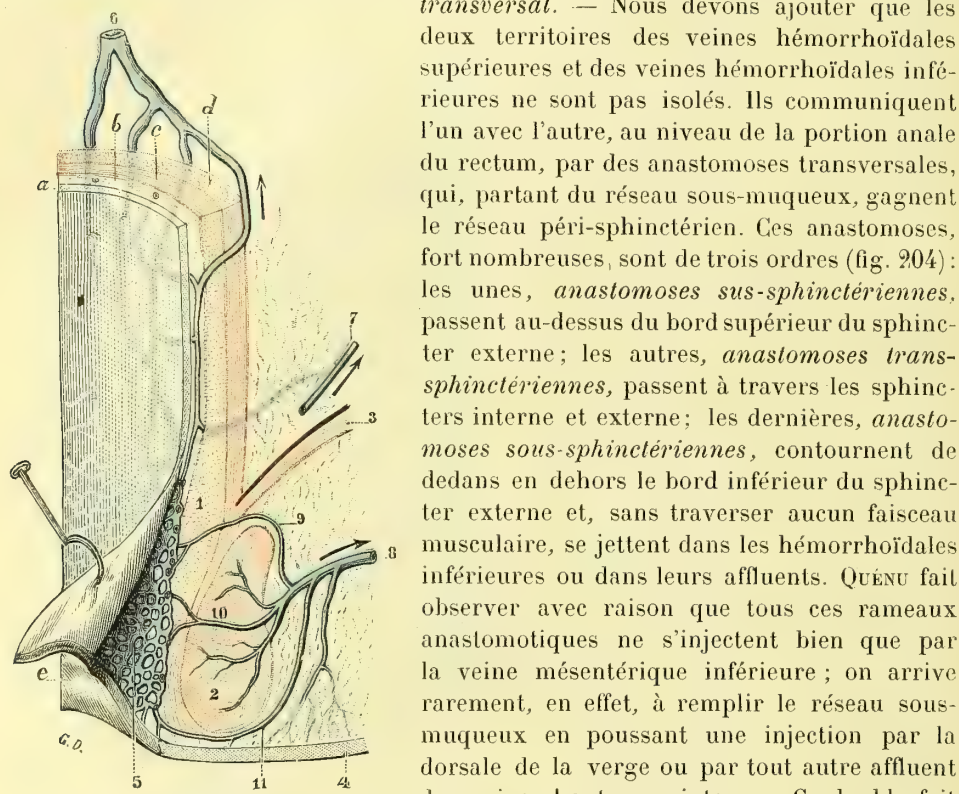 transversal. — Nous devons ajouter que les
deux territoires des veines hémorrhoïdales
supérieures et des veines hémorrhoïdales infé-
rieures ne sont pas isolés. Ils communiquent
l'un avec l'autre, au niveau de la portion anale
du rectum, par des anastomoses transversales,
qui, partant du réseau sous-muqueux, gagnent
le réseau péri-sphinctérien. Ces anastomoses,
fort nombreuses, sont de trois ordres (fig. 204) :
les unes, anastomoses sus-sphinctériennes,
passent au-dessus du bord supérieur du sphinc-
ter externe ; les autres, anastomoses trans-
sphinctériennes, passent à travers les sphinc-
ters interne et externe; les dernières, anasto-
moses sous-sphinctériennes, contournent de
dedans en dehors le bord inférieur du sphinc-
ter externe et, sans traverser aucun faisceau
musculaire, se jettent dans les hémorrhoïdales
inférieures ou dans leurs affluents. QUÉNU fait
observer avec raison que tous ces rameaux
anastomotiques ne s'injectent bien que par
la veine mésentérique inférieure ; on arrive
rarement, en effet, à remplir le réseau sous-
muqueux en poussant une injection par la
dorsale de la verge ou par tout autre affluent
6
d
b c
a
7
3
1
9
8
10
2
e
G.D.
5
11
4